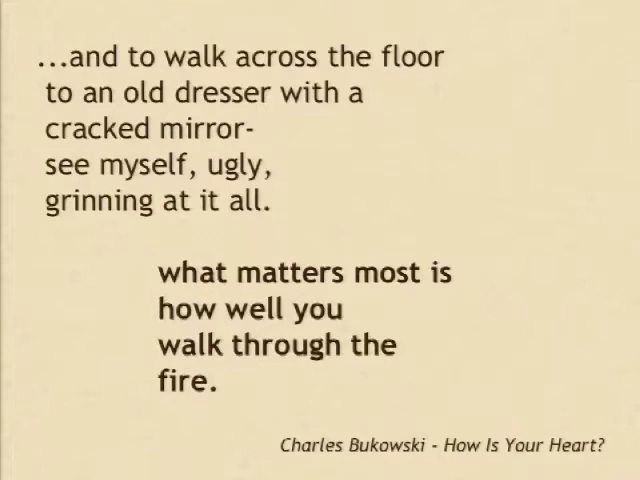 ...and to walk across the floor
to an old dresser with a
cracked mirror-
see myself, ugly,
grinning at it all.
what matters most is
how well you
walk through the
fire.
Charles Bukowski - How Is Your Heart?